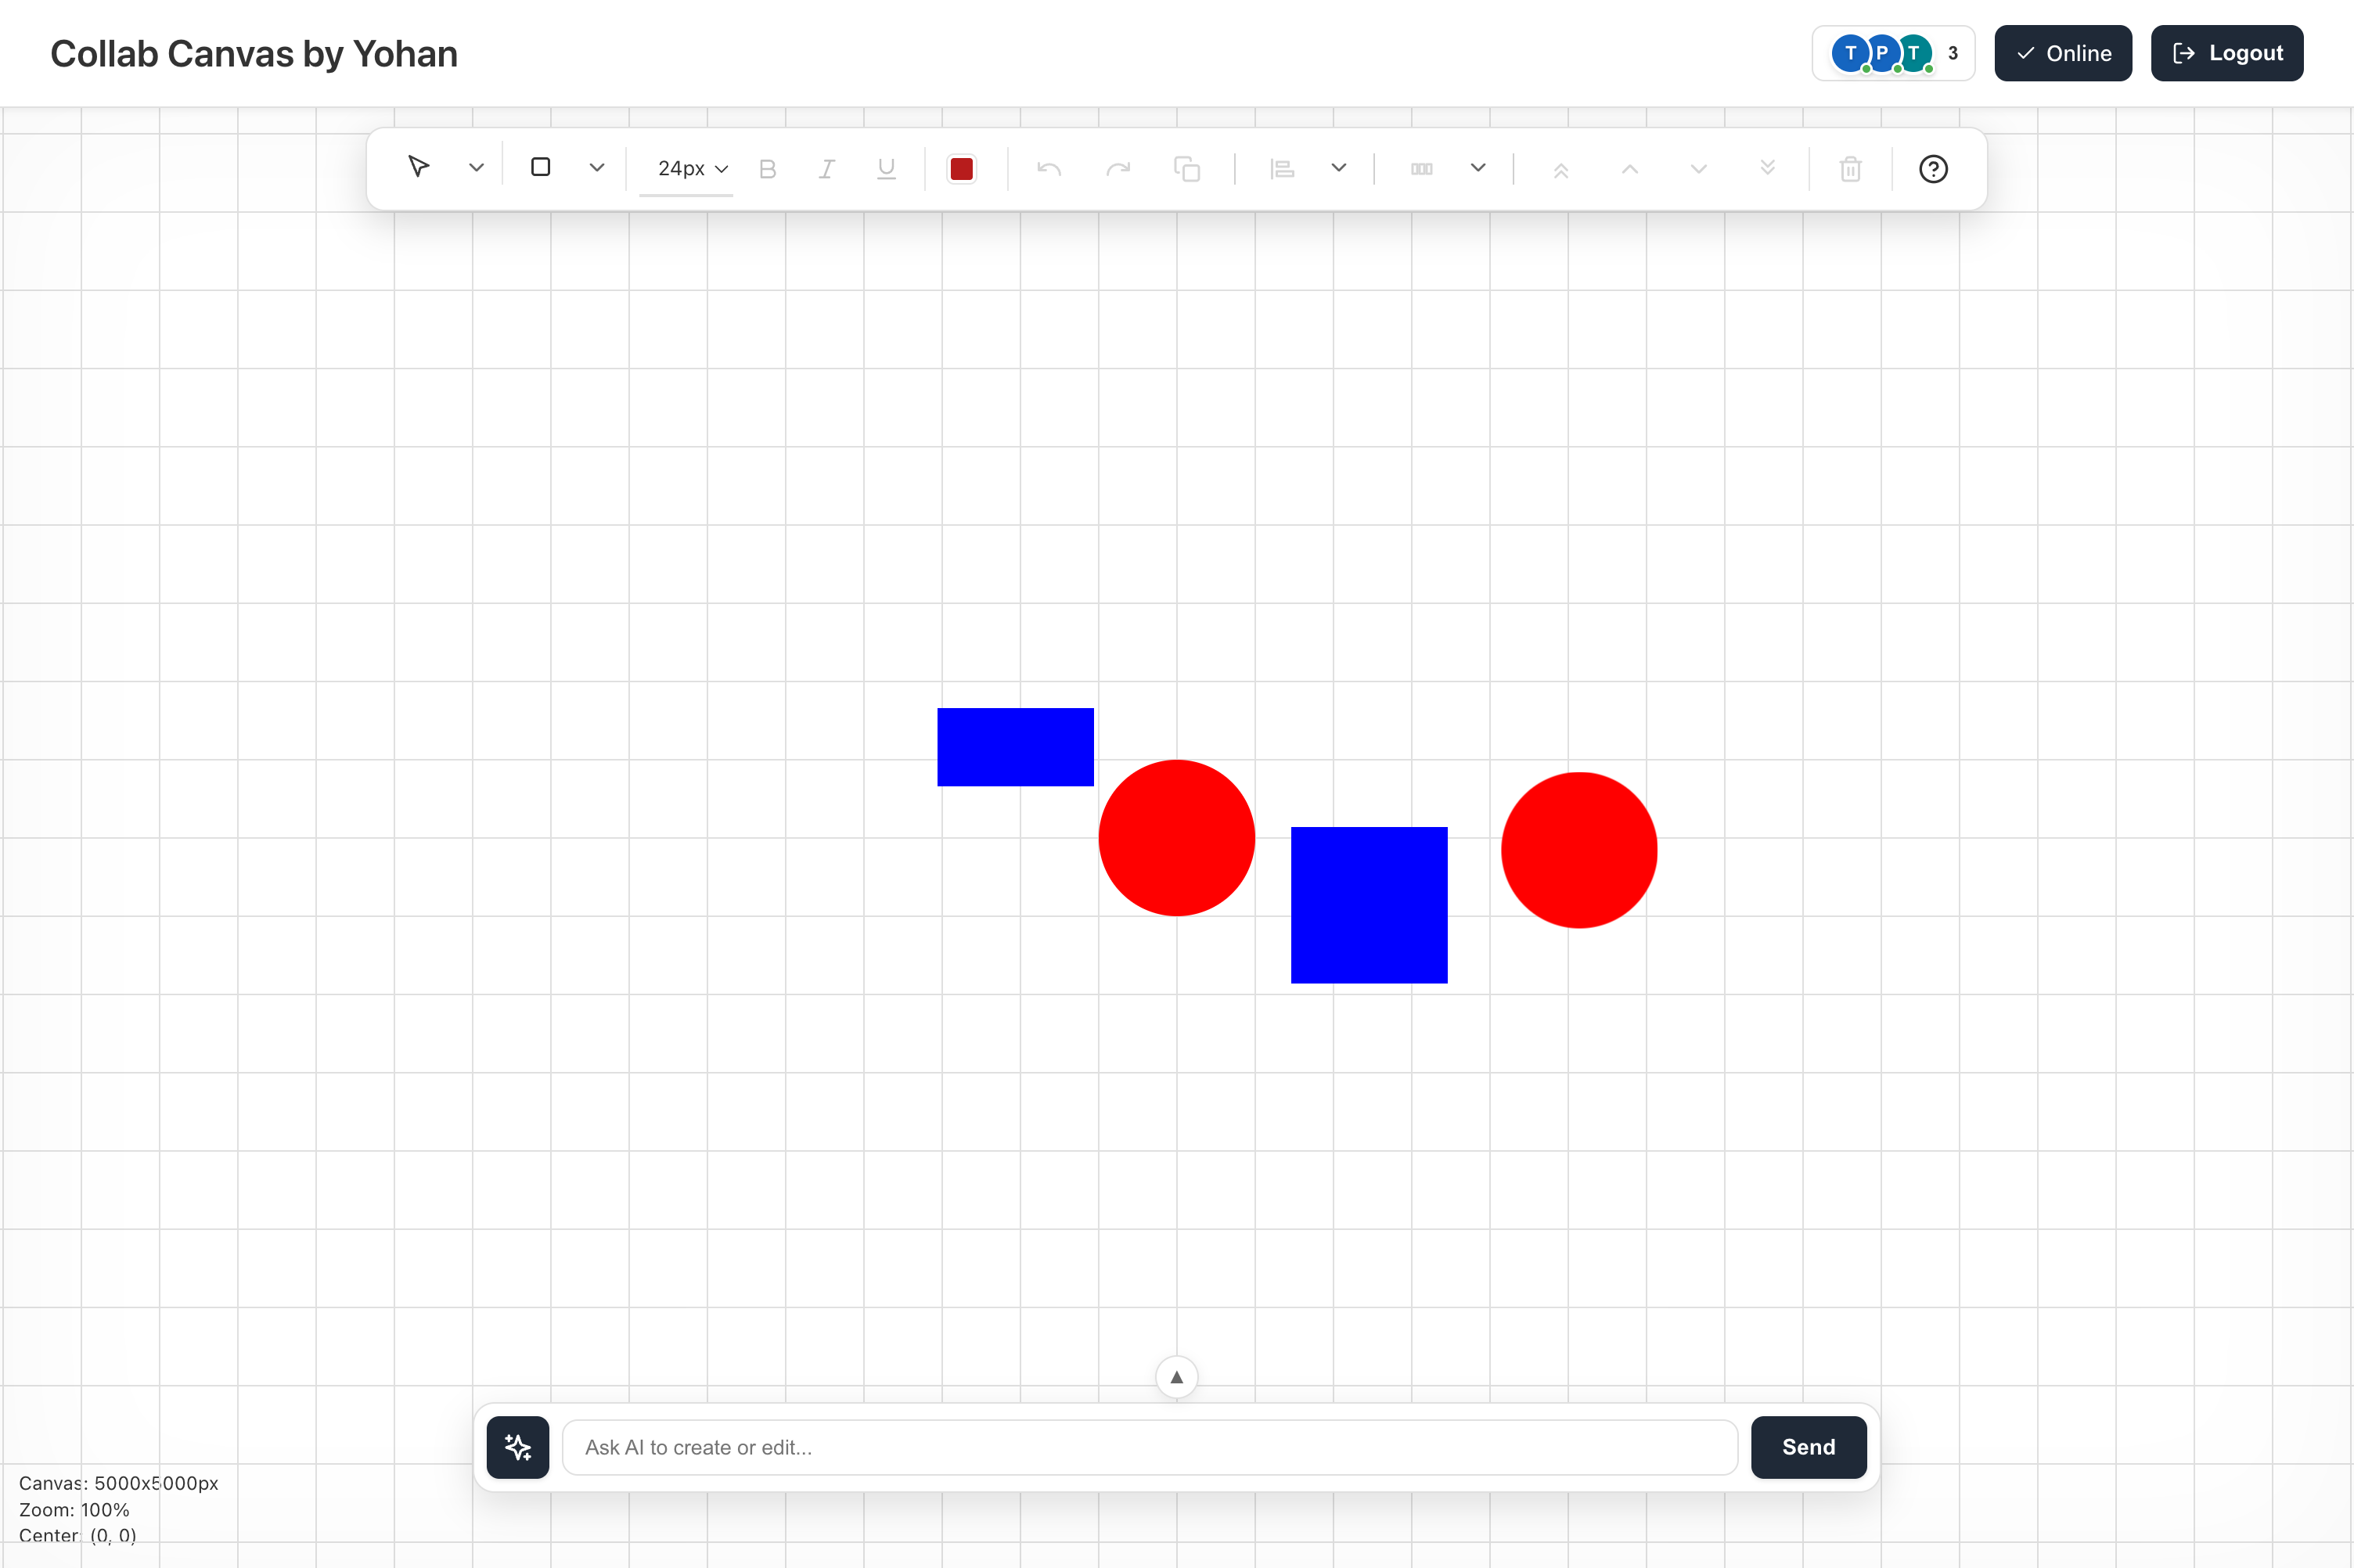 Collab Canvas by Yohan
T P T 3
Online
Logout
24px
Ask AI to create or edit...
Send
Canvas: 5000x5000px
Zoom: 100%
Center: (0, 0)